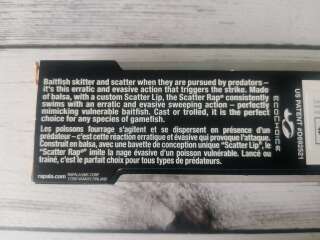 Baitfish skitter and scatter when they are pursued by predators –
it's this erratic and evasive action that triggers the strike. Made
of balsa, with a custom Scatter Lip, the Scatter Rap® consistently
swims with an erratic and evasive sweeping action – perfectly
mimicking vulnerable baitfish. Cast or trolled, it is the perfect
choice for any species of gamefish.
Les poissons fourrage s'agitent et se dispersent en présence d'un
prédateur – c'est cette réaction erratique et évasive qui provoque l'attaque.
Construit en balsa, avec une bavette de conception unique "Scatter Lip", le
"Scatter Rap®" imite la nage évasive d'un poisson vulnérable. Lancé ou
traîné, c'est le parfait choix pour tous types de prédateurs.
rapala.com
ECOCHOICE
US PATENT